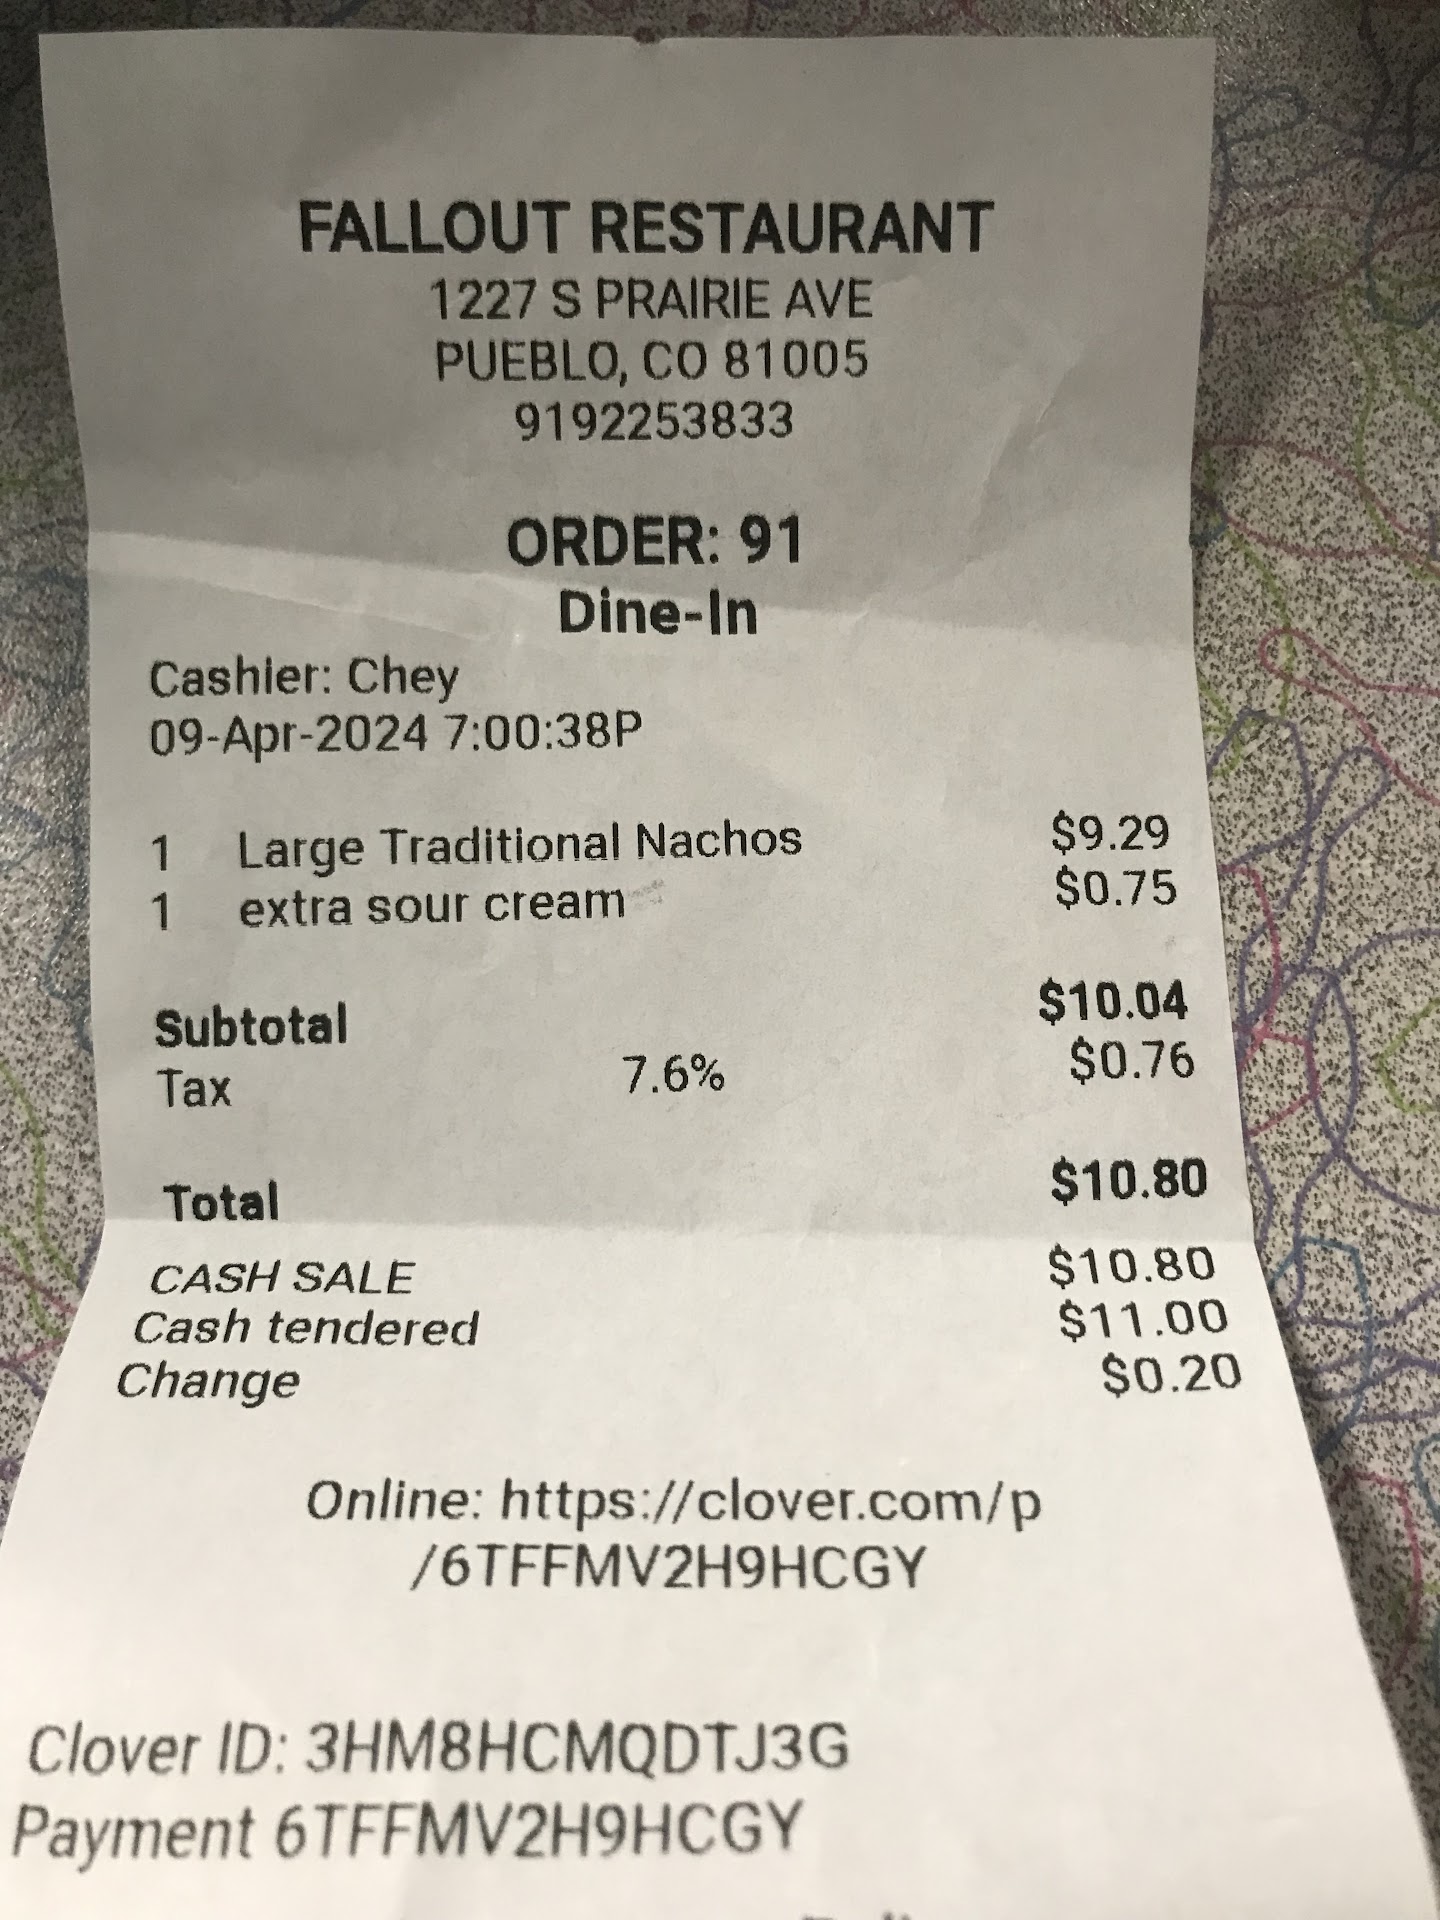 FALLOUT RESTAURANT
1227 S PRAIRIE AVE
PUEBLO, CO 81005
9192253833
ORDER: 91
Dine-In
Cashier: Chey
09-Apr-2024 7:00:38P
1 Large Traditional Nachos $9.29
1 extra sour cream $0.75
Subtotal $10.04
Tax 7.6% $0.76
Total $10.80
CASH SALE $10.80
Cash tendered $11.00
Change $0.20
Online: https://clover.com/p
/6TFFMV2H9HCGY
Clover ID: 3HM8HCMQDTJ3G
Payment 6TFFMV2H9HCGY